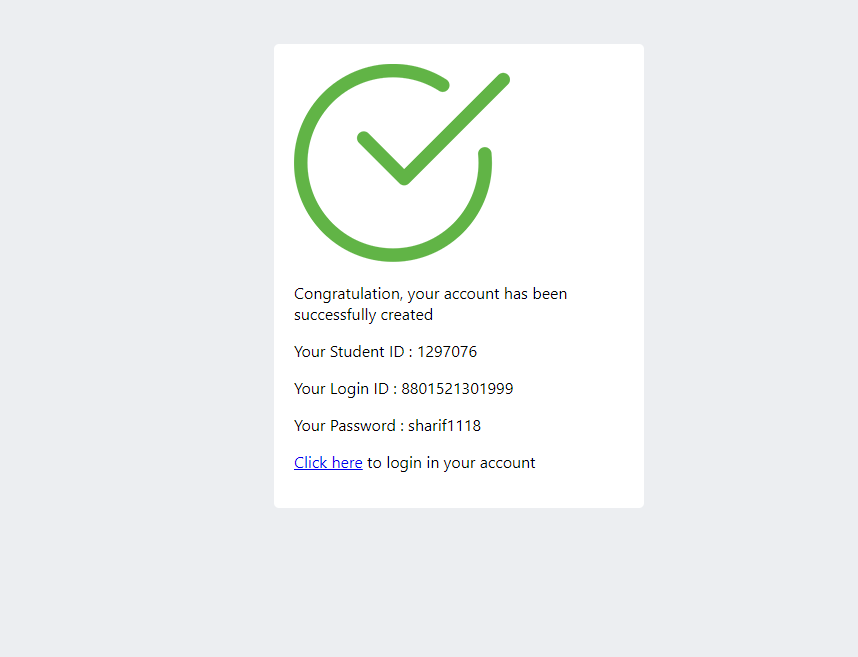 Congratulation, your account has been
successfully created
Your Student ID : 1297076
Your Login ID : 8801521301999
Your Password : sharif1118
Click here to login in your account